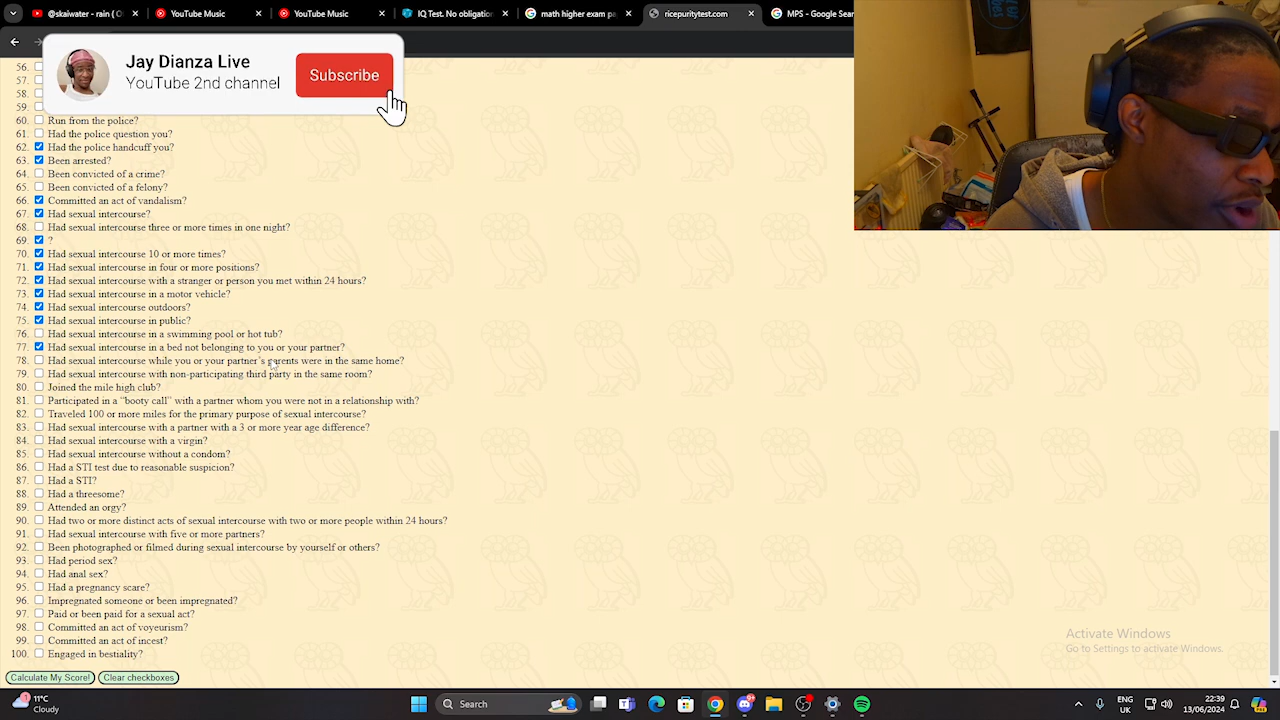 @skaiwater - rain | YouTube Music
YouTube Music
YouTube Music
IQ Test. No obligation
math higher exam pa
ricepuritytest.com
MPS - Google Sear
Jay Dianza Live
YouTube 2nd channel
Subscribe
56.
57.
58.
59.
60. Run from the police?
61. Had the police question you?
62. Had the police handcuff you?
63. Been arrested?
64. Been convicted of a crime?
65. Been convicted of a felony?
66. Committed an act of vandalism?
67. Had sexual intercourse?
68. Had sexual intercourse three or more times in one night?
69. ?
70. Had sexual intercourse 10 or more times?
71. Had sexual intercourse in four or more positions?
72. Had sexual intercourse with a stranger or person you met within 24 hours?
73. Had sexual intercourse in a motor vehicle?
74. Had sexual intercourse outdoors?
75. Had sexual intercourse in public?
76. Had sexual intercourse in a swimming pool or hot tub?
77. Had sexual intercourse in a bed not belonging to you or your partner?
78. Had sexual intercourse while you or your partner's parents were in the same home?
79. Had sexual intercourse with non-participating third party in the same room?
80. Joined the mile high club?
81. Participated in a "booty call" with a partner whom you were not in a relationship with?
82. Traveled 100 or more miles for the primary purpose of sexual intercourse?
83. Had sexual intercourse with a partner with a 3 or more year age difference?
84. Had sexual intercourse with a virgin?
85. Had sexual intercourse without a condom?
86. Had a STI test due to reasonable suspicion?
87. Had a STI?
88. Had a threesome?
89. Attended an orgy?
90. Had two or more distinct acts of sexual intercourse with two or more people within 24 hours?
91. Had sexual intercourse with five or more partners?
92. Been photographed or filmed during sexual intercourse by yourself or others?
93. Had period sex?
94. Had anal sex?
95. Had a pregnancy scare?
96. Impregnated someone or been impregnated?
97. Paid or been paid for a sexual act?
98. Committed an act of voyeurism?
99. Committed an act of incest?
100. Engaged in bestiality?
Calculate My Score!
Clear checkboxes
Activate Windows
Go to Settings to activate Windows.
11°C
Cloudy
Search
ENG
UK
22:39
13/06/2024